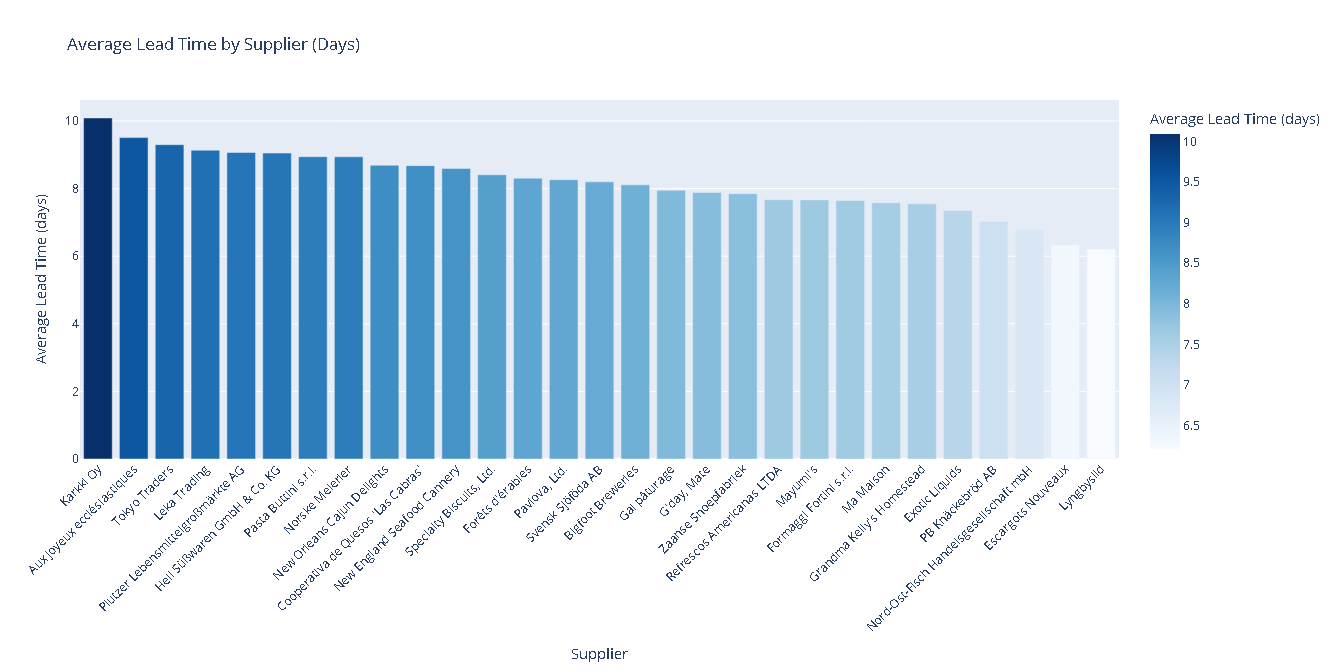 Average Lead Time by Supplier (Days)
Average Lead Time (days)
10
8
6
4
2
0
Karkki Oy
Aux joyeux ecclésiastiques
Tokyo Traders
Leka Trading
Plutzer Lebensmittelgroßmärkte AG
Heli Süßwaren GmbH & Co. KG
Pasta Buttini s.r.l.
Norske Meierier
New Orleans Cajun Delights
Cooperativa de Quesos 'Las Cabras'
New England Seafood Cannery
Specialty Biscuits, Ltd.
Forêts d'érables
Pavlova, Ltd.
Svensk Sjöföda AB
Bigfoot Breweries
Gai pâturage
G'day, Mate
Zaanse Snoepfabriek
Refrescos Americanas LTDA
Mayumi's
Formaggi Fortini s.r.l.
Ma Maison
Grandma Kelly's Homestead
Exotic Liquids
PB Knäckebröd AB
Nord-Ost-Fisch Handelsgesellschaft mbH
Escargots Nouveaux
Lyngbysild
Supplier
Average Lead Time (days)
10
9.5
9
8.5
8
7.5
7
6.5